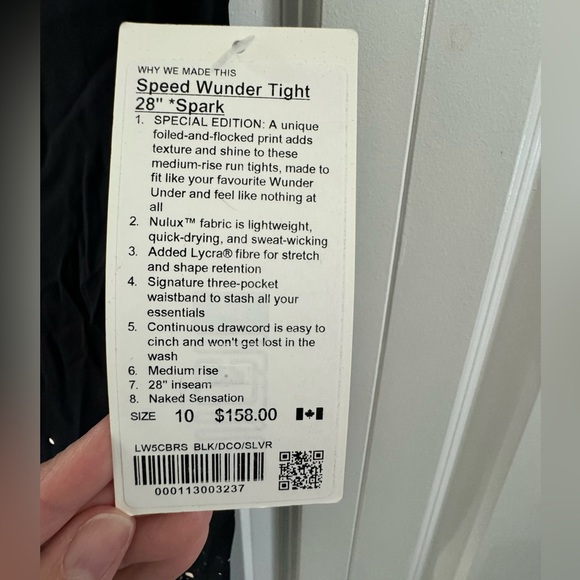 WHY WE MADE THIS
Speed Wunder Tight
28" *Spark
1. SPECIAL EDITION: A unique
foiled-and-flocked print adds
texture and shine to these
medium-rise run tights, made to
fit like your favourite Wunder
Under and feel like nothing at
all
2. Nulux™ fabric is lightweight,
quick-drying, and sweat-wicking
3. Added Lycra® fibre for stretch
and shape retention
4. Signature three-pocket
waistband to stash all your
essentials
5. Continuous drawcord is easy to
cinch and won't get lost in the
wash
6. Medium rise
7. 28" inseam
8. Naked Sensation
SIZE 10 $158.00
LW5CBRS BLK/DCO/SLVR
000113003237